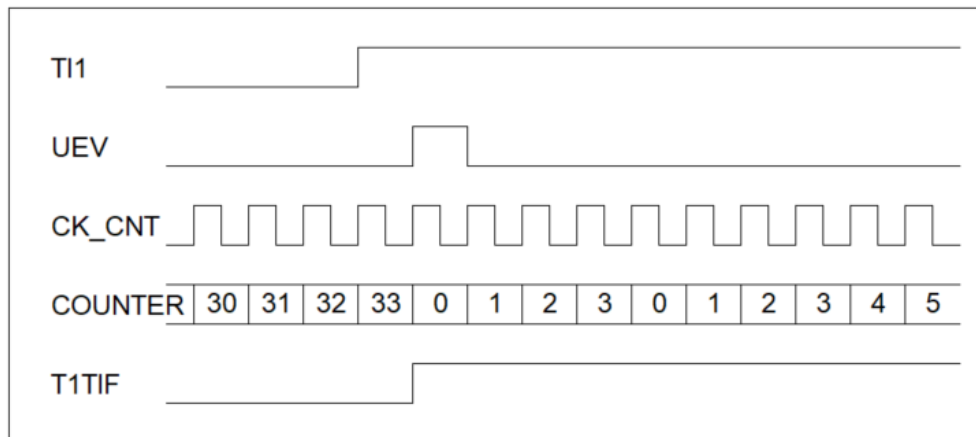 TI1
UEV
CK_CNT
COUNTER 30 31 32 33 0 1 2 3 0 1 2 3 4 5
T1TIF